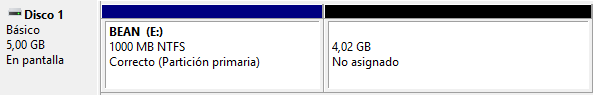 Disco 1
Básico
5,00 GB
En pantalla
BEAN (E:)
1000 MB NTFS
Correcto (Partición primaria)
4,02 GB
No asignado